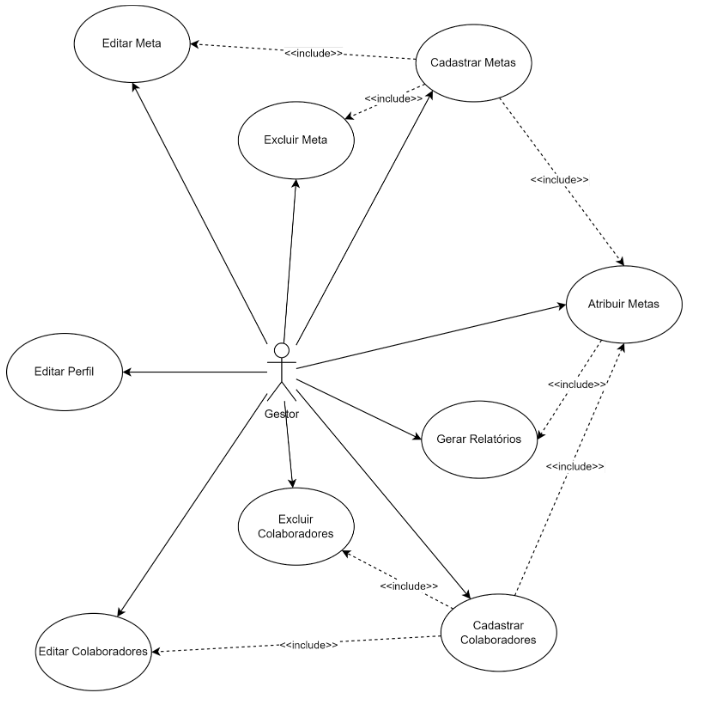 Editar Meta
<<include>>
Cadastrar Metas
<<include>>
Excluir Meta
<<include>>
Atribuir Metas
Editar Perfil
<<include>>
Gestor
Gerar Relatórios
<<include>>
Excluir
Colaboradores
<<include>>
Cadastrar
Colaboradores
<<include>>
Editar Colaboradores